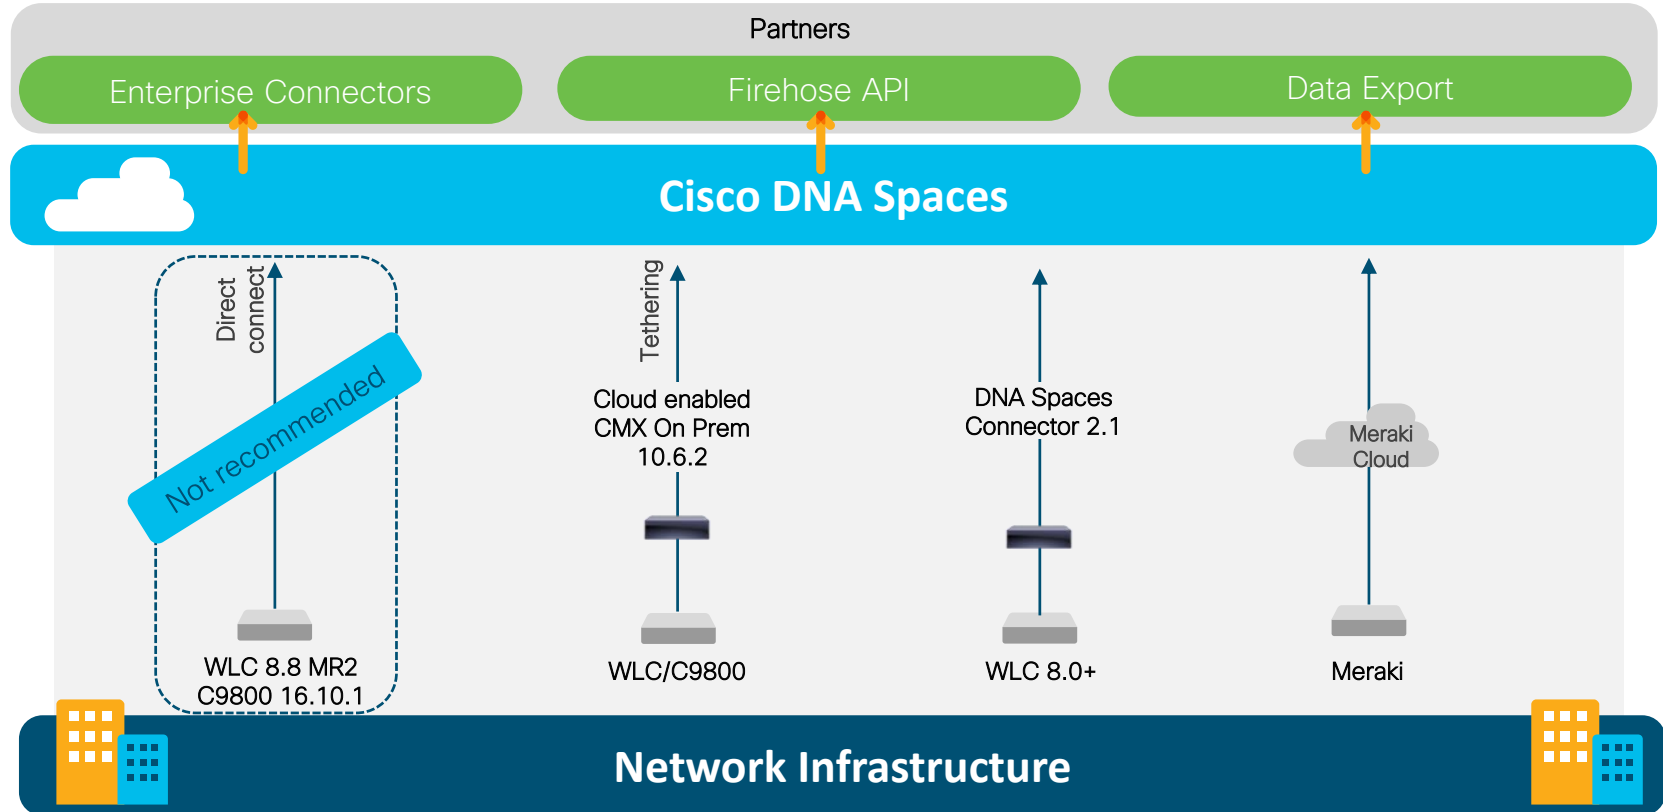 Partners
Enterprise Connectors
Firehose API
Data Export
Cisco DNA Spaces
Direct
connect
Not recommended
WLC 8.8 MR2
C9800 16.10.1
Tethering
Cloud enabled
CMX On Prem
10.6.2
WLC/C9800
DNA Spaces
Connector 2.1
WLC 8.0+
Meraki
Cloud
Meraki
Network Infrastructure